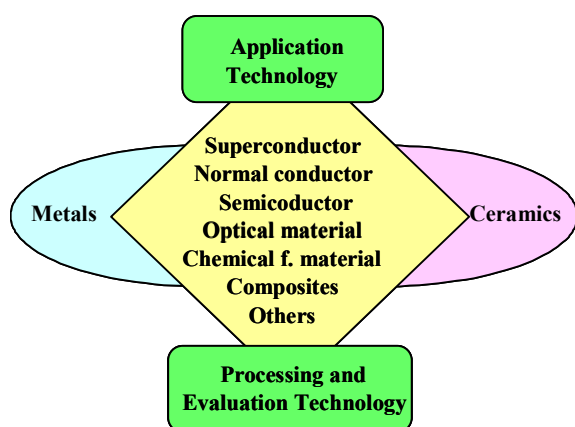 Application
Technology
Superconductor
Normal conductor
Metals
Semicoductor
Ceramics
Optical material
Chemical f. material
Composites
Others
Processing and
Evaluation Technology